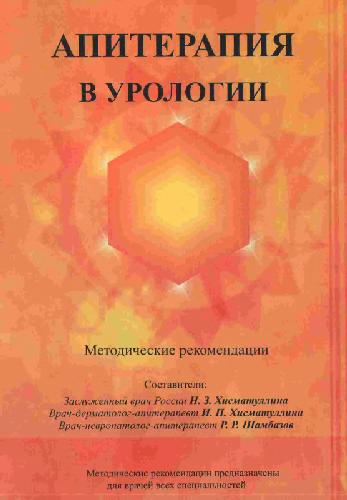 АПИТЕРАПИЯ
В УРОЛОГИИ
Методические рекомендации
Составители:
Заслуженный врач России Н. З. Хисматуллина
Врач-дерматолог-апитерапевт И. П. Хисматуллина
Врач-невропатолог-апитерапевт Р. Р. Шамбазов
Методические рекомендации предназначены
для врачей всех специальностей